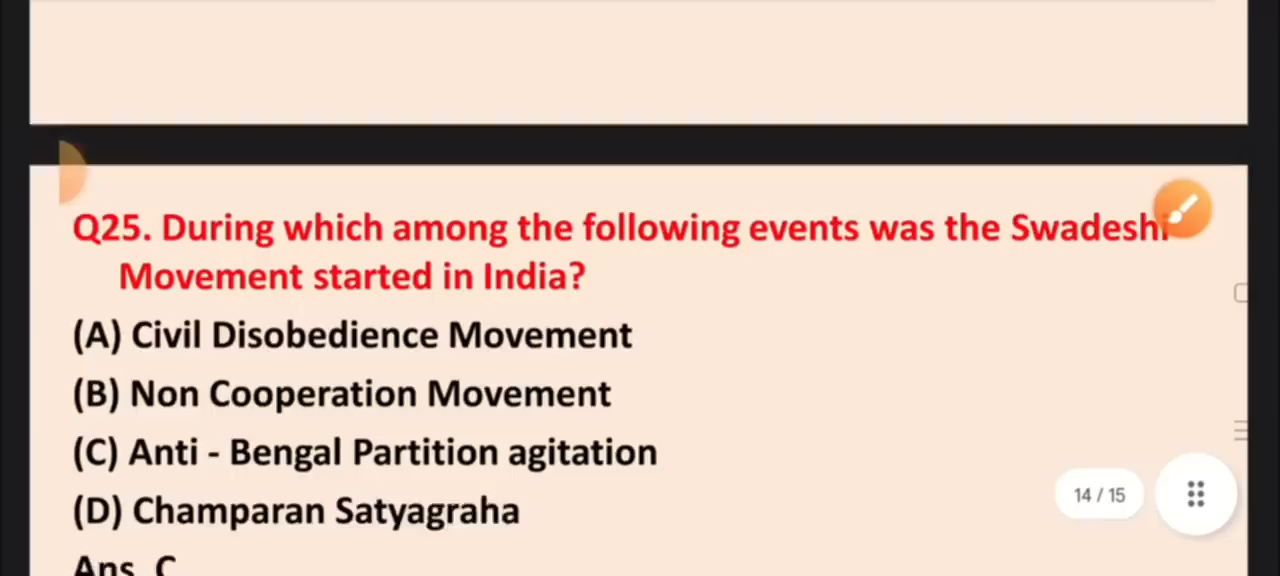 Q25. During which among the following events was the Swadeshi
Movement started in India?
(A) Civil Disobedience Movement
(B) Non Cooperation Movement
(C) Anti - Bengal Partition agitation
(D) Champaran Satyagraha
14 / 15
Ans. C